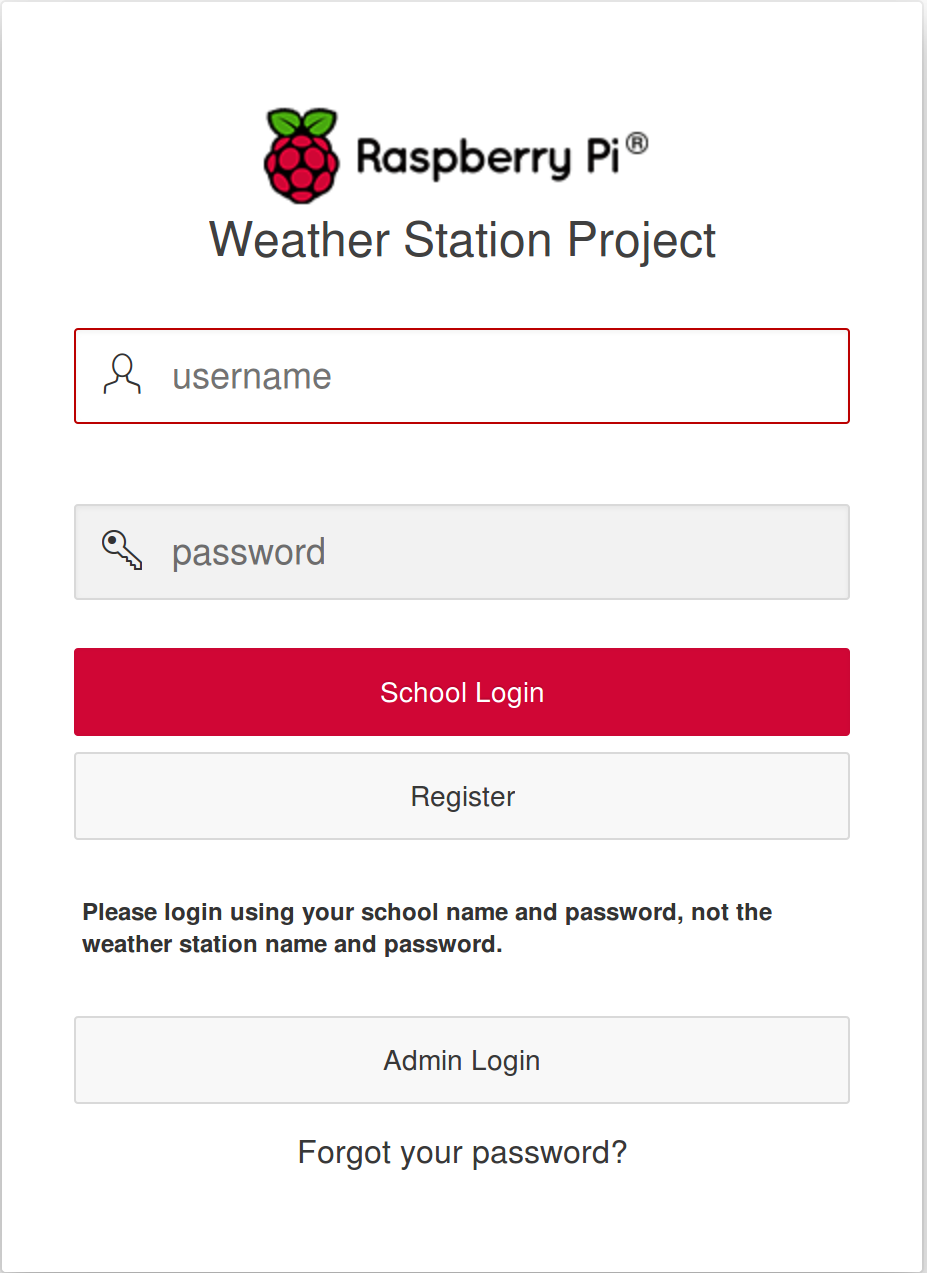 Raspberry Pi®
Weather Station Project
username
password
School Login
Register
Please login using your school name and password, not the
weather station name and password.
Admin Login
Forgot your password?